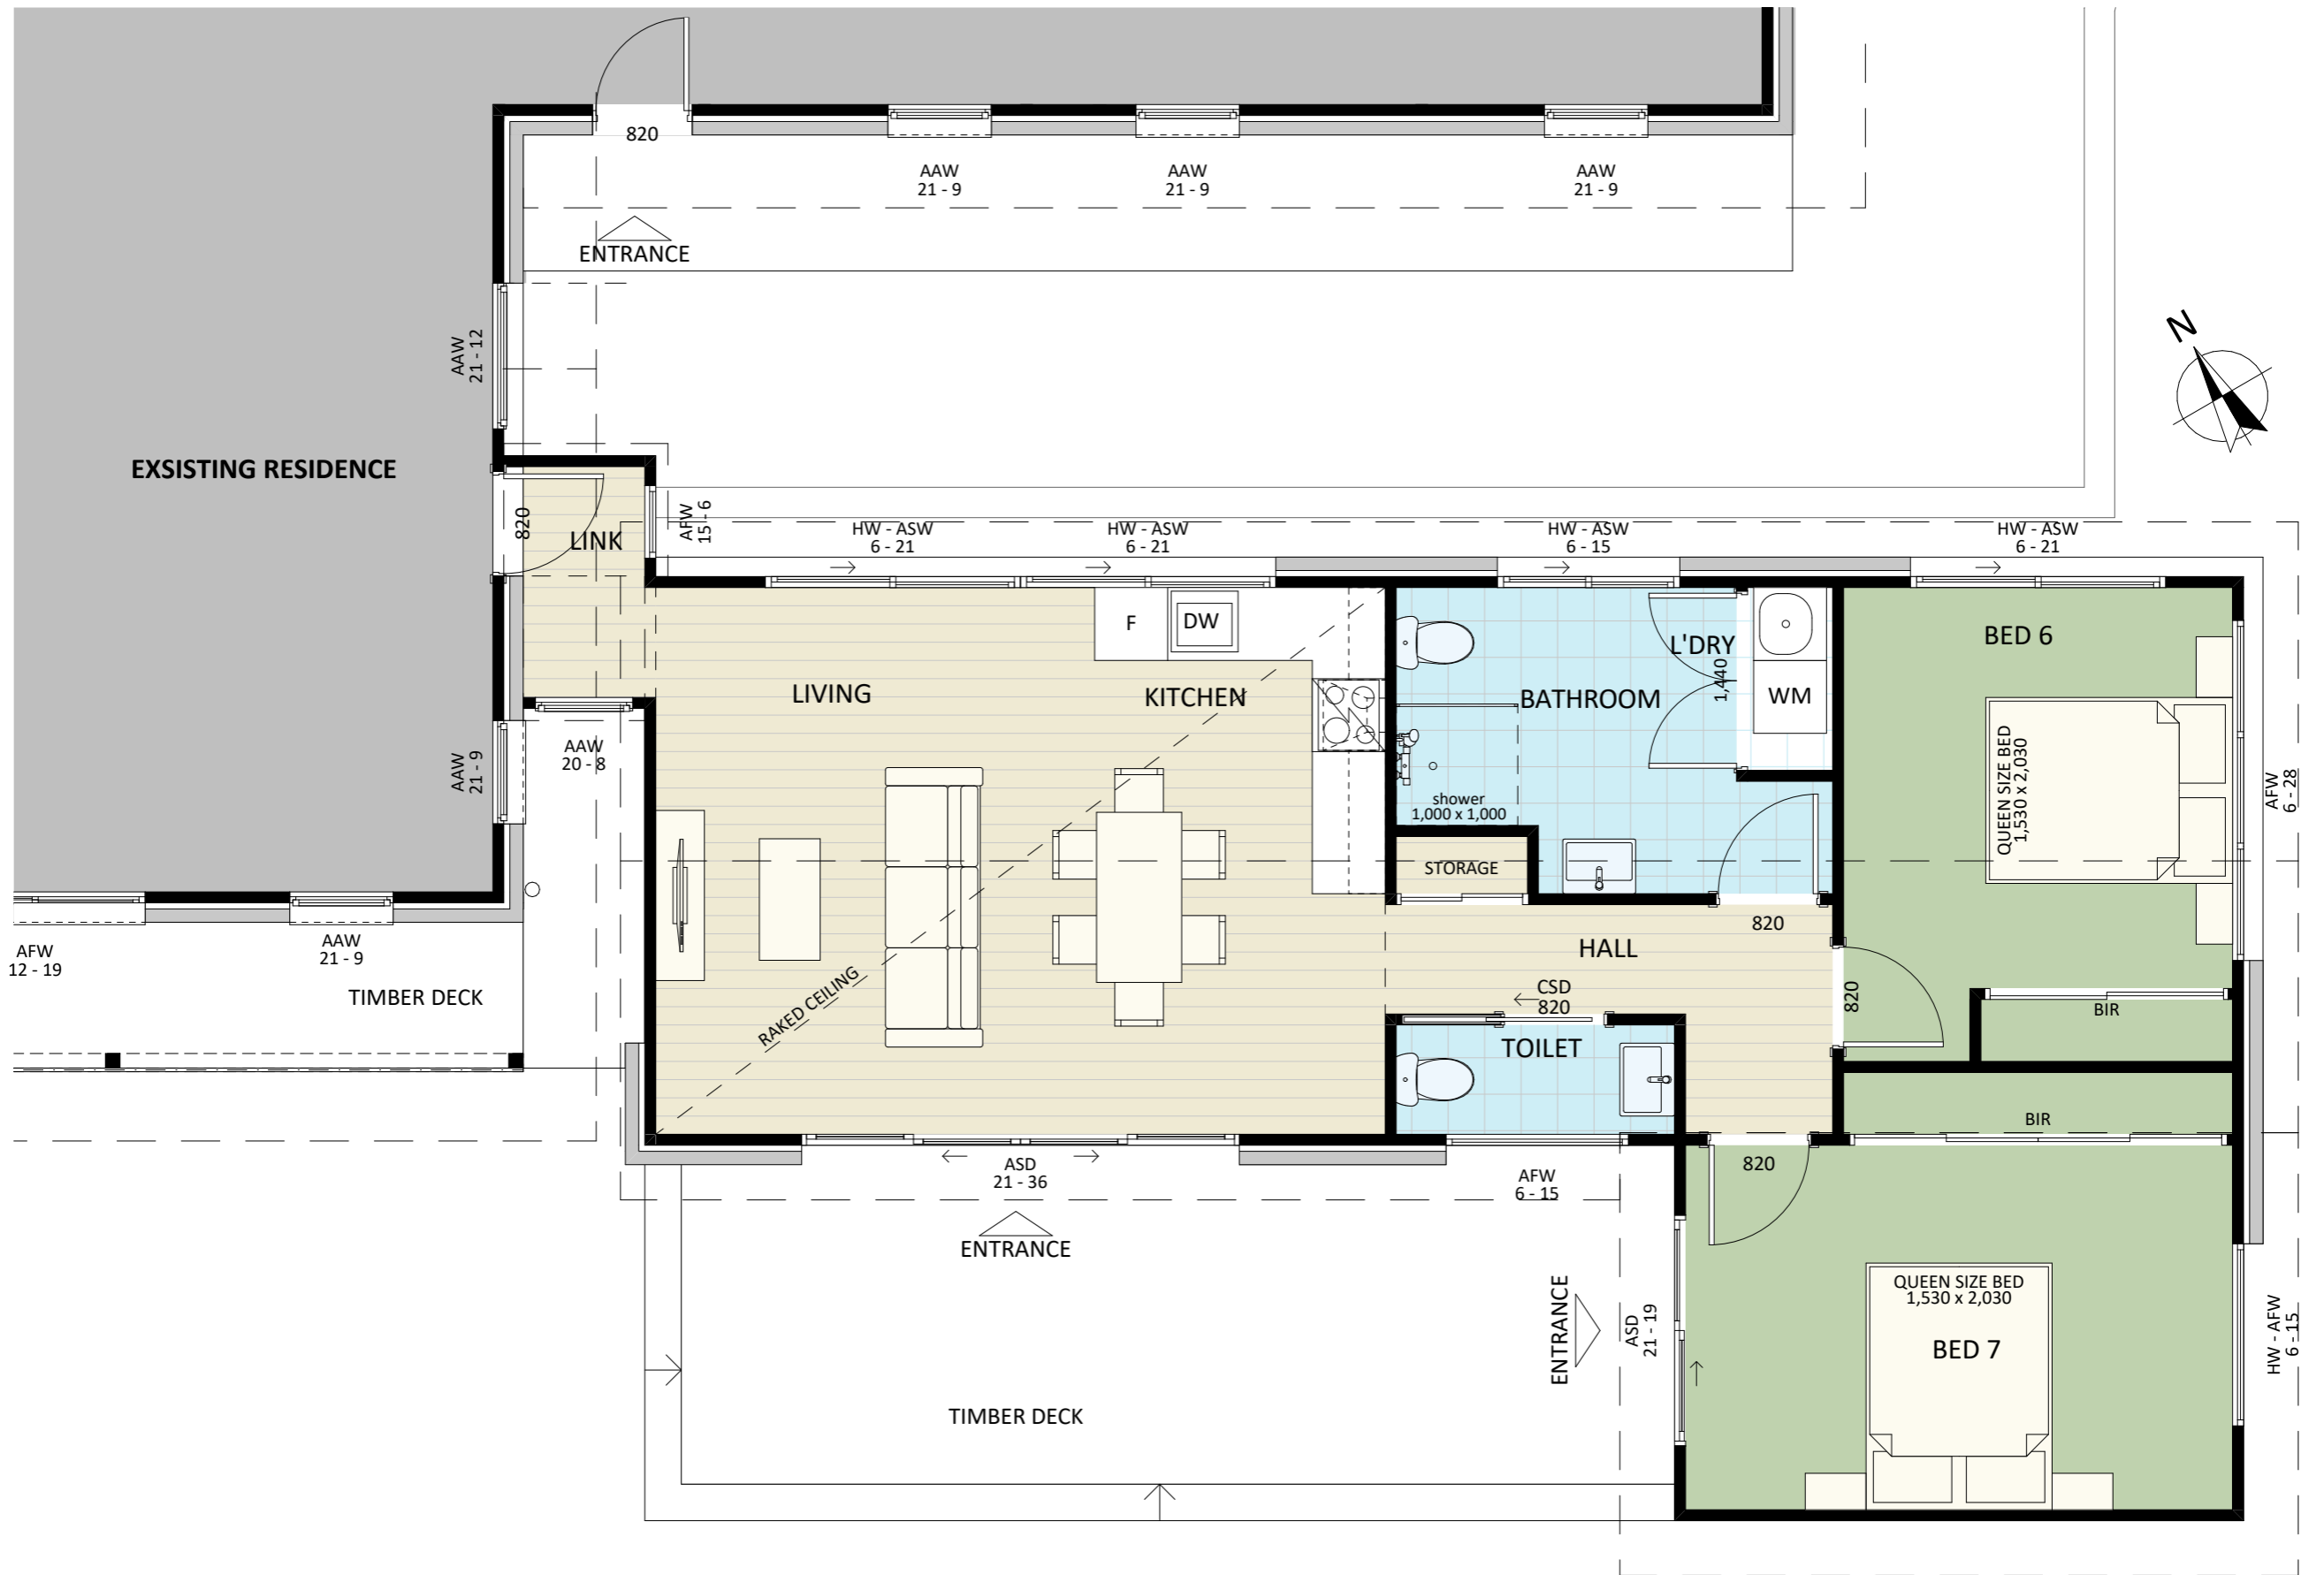 820
AAW
21 - 9
AAW
21 - 9
AAW
21 - 9
ENTRANCE
N
AAW
21 - 12
EXSISTING RESIDENCE
820
LINK
AFW
15 - 6
HW - ASW
6 - 21
HW - ASW
6 - 21
HW - ASW
6 - 15
HW - ASW
6 - 21
F
DW
L'DRY
1,440
BED 6
LIVING
KITCHEN
BATHROOM
WM
AAW
20 - 8
AAW
21 - 9
QUEEN SIZE BED
1,530 x 2,030
AFW
6 - 28
shower
1,000 x 1,000
STORAGE
820
HALL
AFW
12 - 19
AAW
21 - 9
TIMBER DECK
RAKED CEILING
CSD
820
820
BIR
TOILET
BIR
ASD
21 - 36
AFW
6 - 15
820
ENTRANCE
ENTRANCE
ASD
21 - 19
QUEEN SIZE BED
1,530 x 2,030
BED 7
HW - AFW
6 - 15
TIMBER DECK